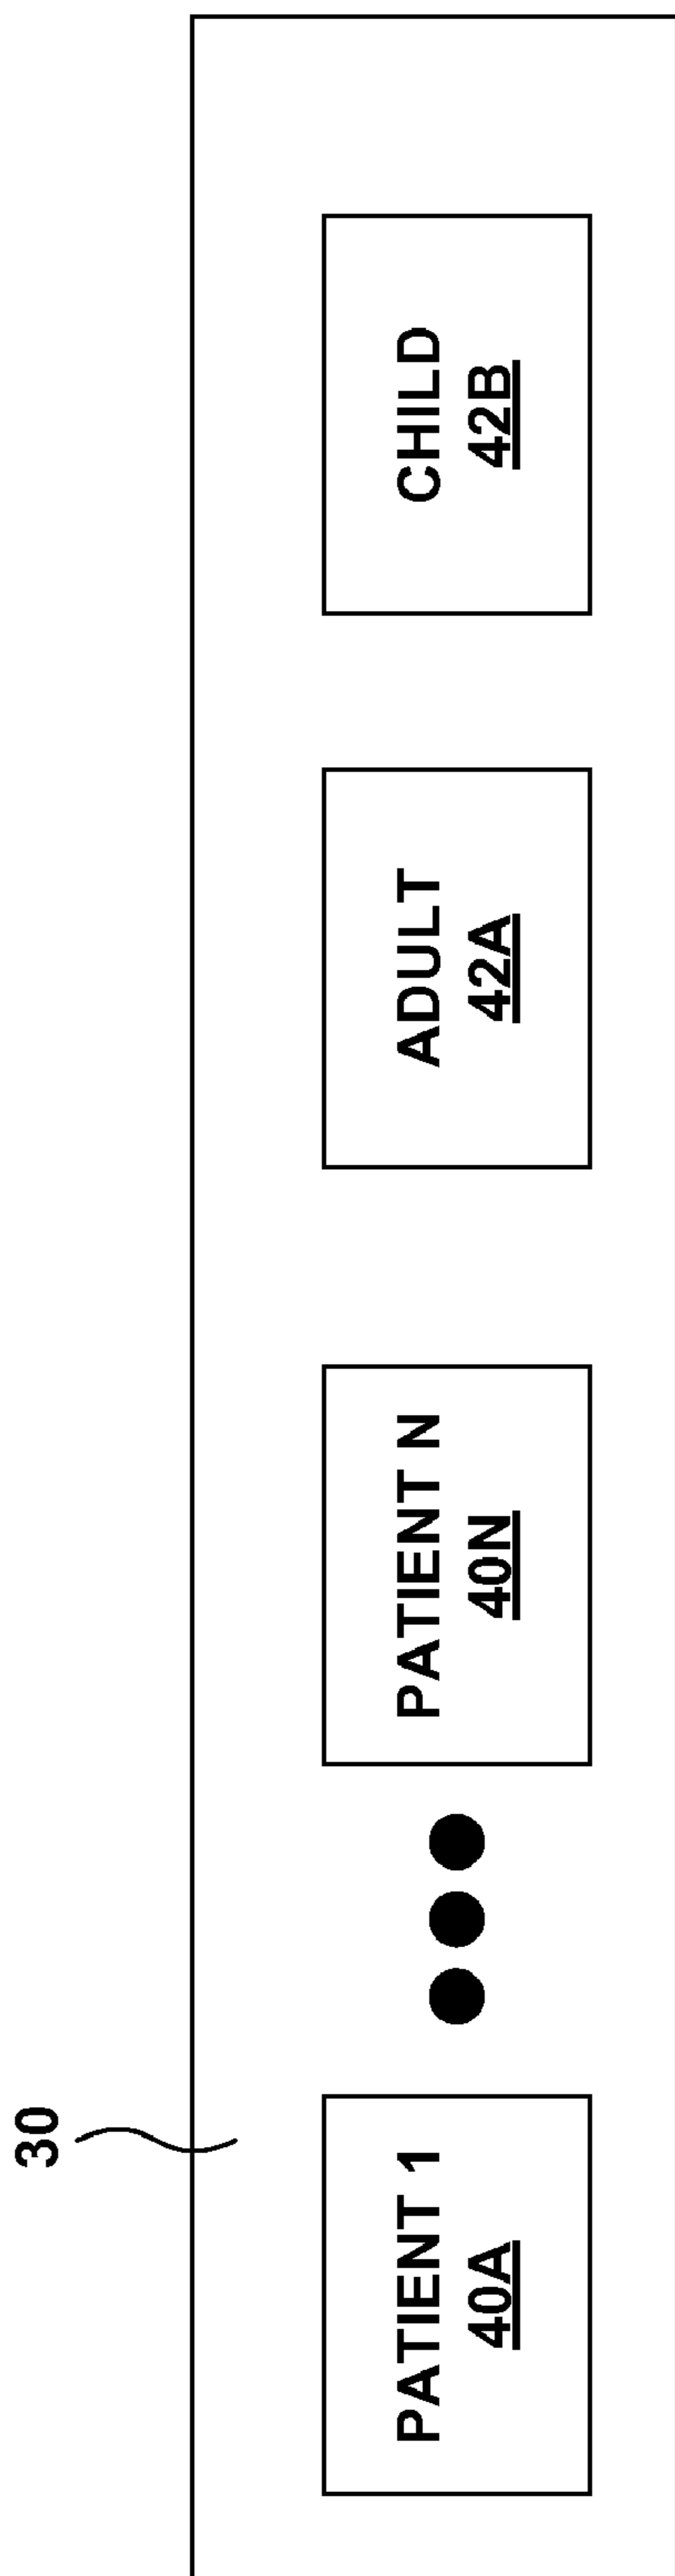 30
PATIENT 1
40A
PATIENT N
40N
ADULT
42A
CHILD
42B